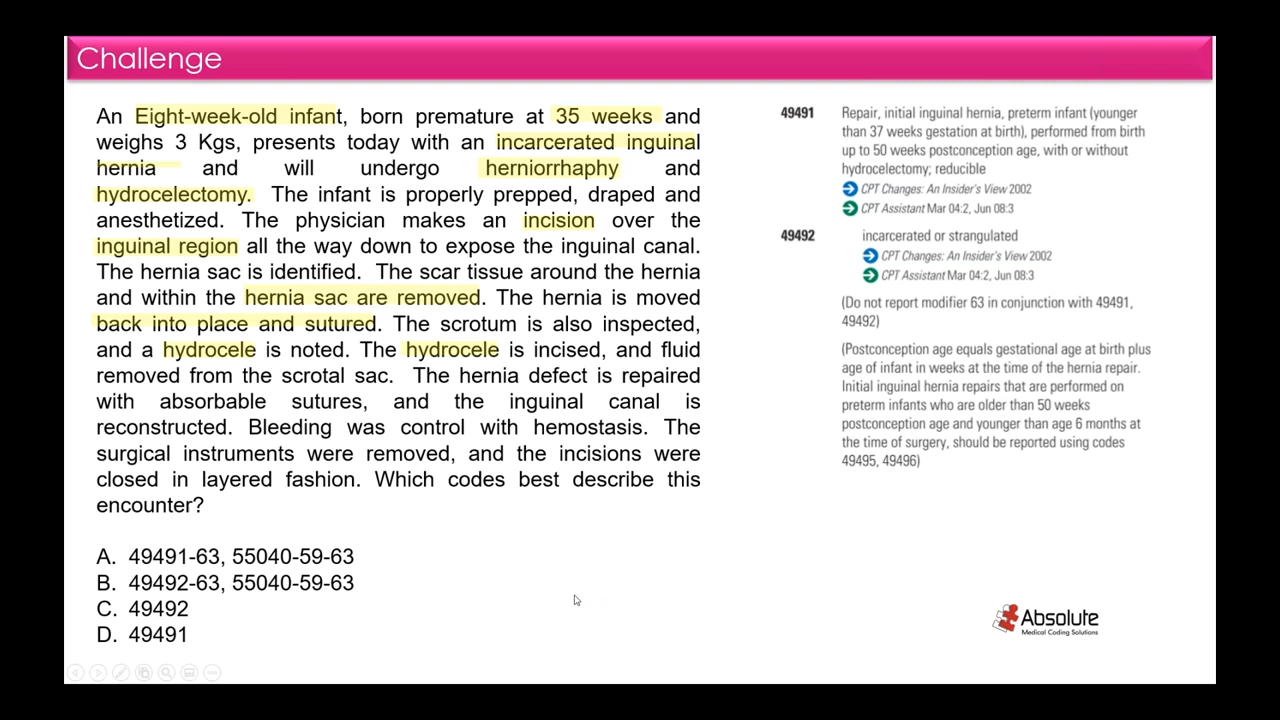 Challenge
An Eight-week-old infant, born premature at 35 weeks and
weighs 3 Kgs, presents today with an incarcerated inguinal
hernia and will undergo herniorrhaphy and
hydrocelectomy. The infant is properly prepped, draped and
anesthetized. The physician makes an incision over the
inguinal region all the way down to expose the inguinal canal.
The hernia sac is identified. The scar tissue around the hernia
and within the hernia sac are removed. The hernia is moved
back into place and sutured. The scrotum is also inspected,
and a hydrocele is noted. The hydrocele is incised, and fluid
removed from the scrotal sac. The hernia defect is repaired
with absorbable sutures, and the inguinal canal is
reconstructed. Bleeding was control with hemostasis. The
surgical instruments were removed, and the incisions were
closed in layered fashion. Which codes best describe this
encounter?
A. 49491-63, 55040-59-63
B. 49492-63, 55040-59-63
C. 49492
D. 49491
49491 Repair, initial inguinal hernia, preterm infant (younger
than 37 weeks gestation at birth), performed from birth
up to 50 weeks postconception age, with or without
hydrocelectomy; reducible
CPT Changes: An Insider's View 2002
CPT Assistant Mar 04:2, Jun 08:3
49492 incarcerated or strangulated
CPT Changes: An Insider's View 2002
CPT Assistant Mar 04:2, Jun 08:3
(Do not report modifier 63 in conjunction with 49491,
49492)
(Postconception age equals gestational age at birth plus
age of infant in weeks at the time of the hernia repair.
Initial inguinal hernia repairs that are performed on
preterm infants who are older than 50 weeks
postconception age and younger than age 6 months at
the time of surgery, should be reported using codes
49495, 49496)
Absolute
Medical Coding Solutions